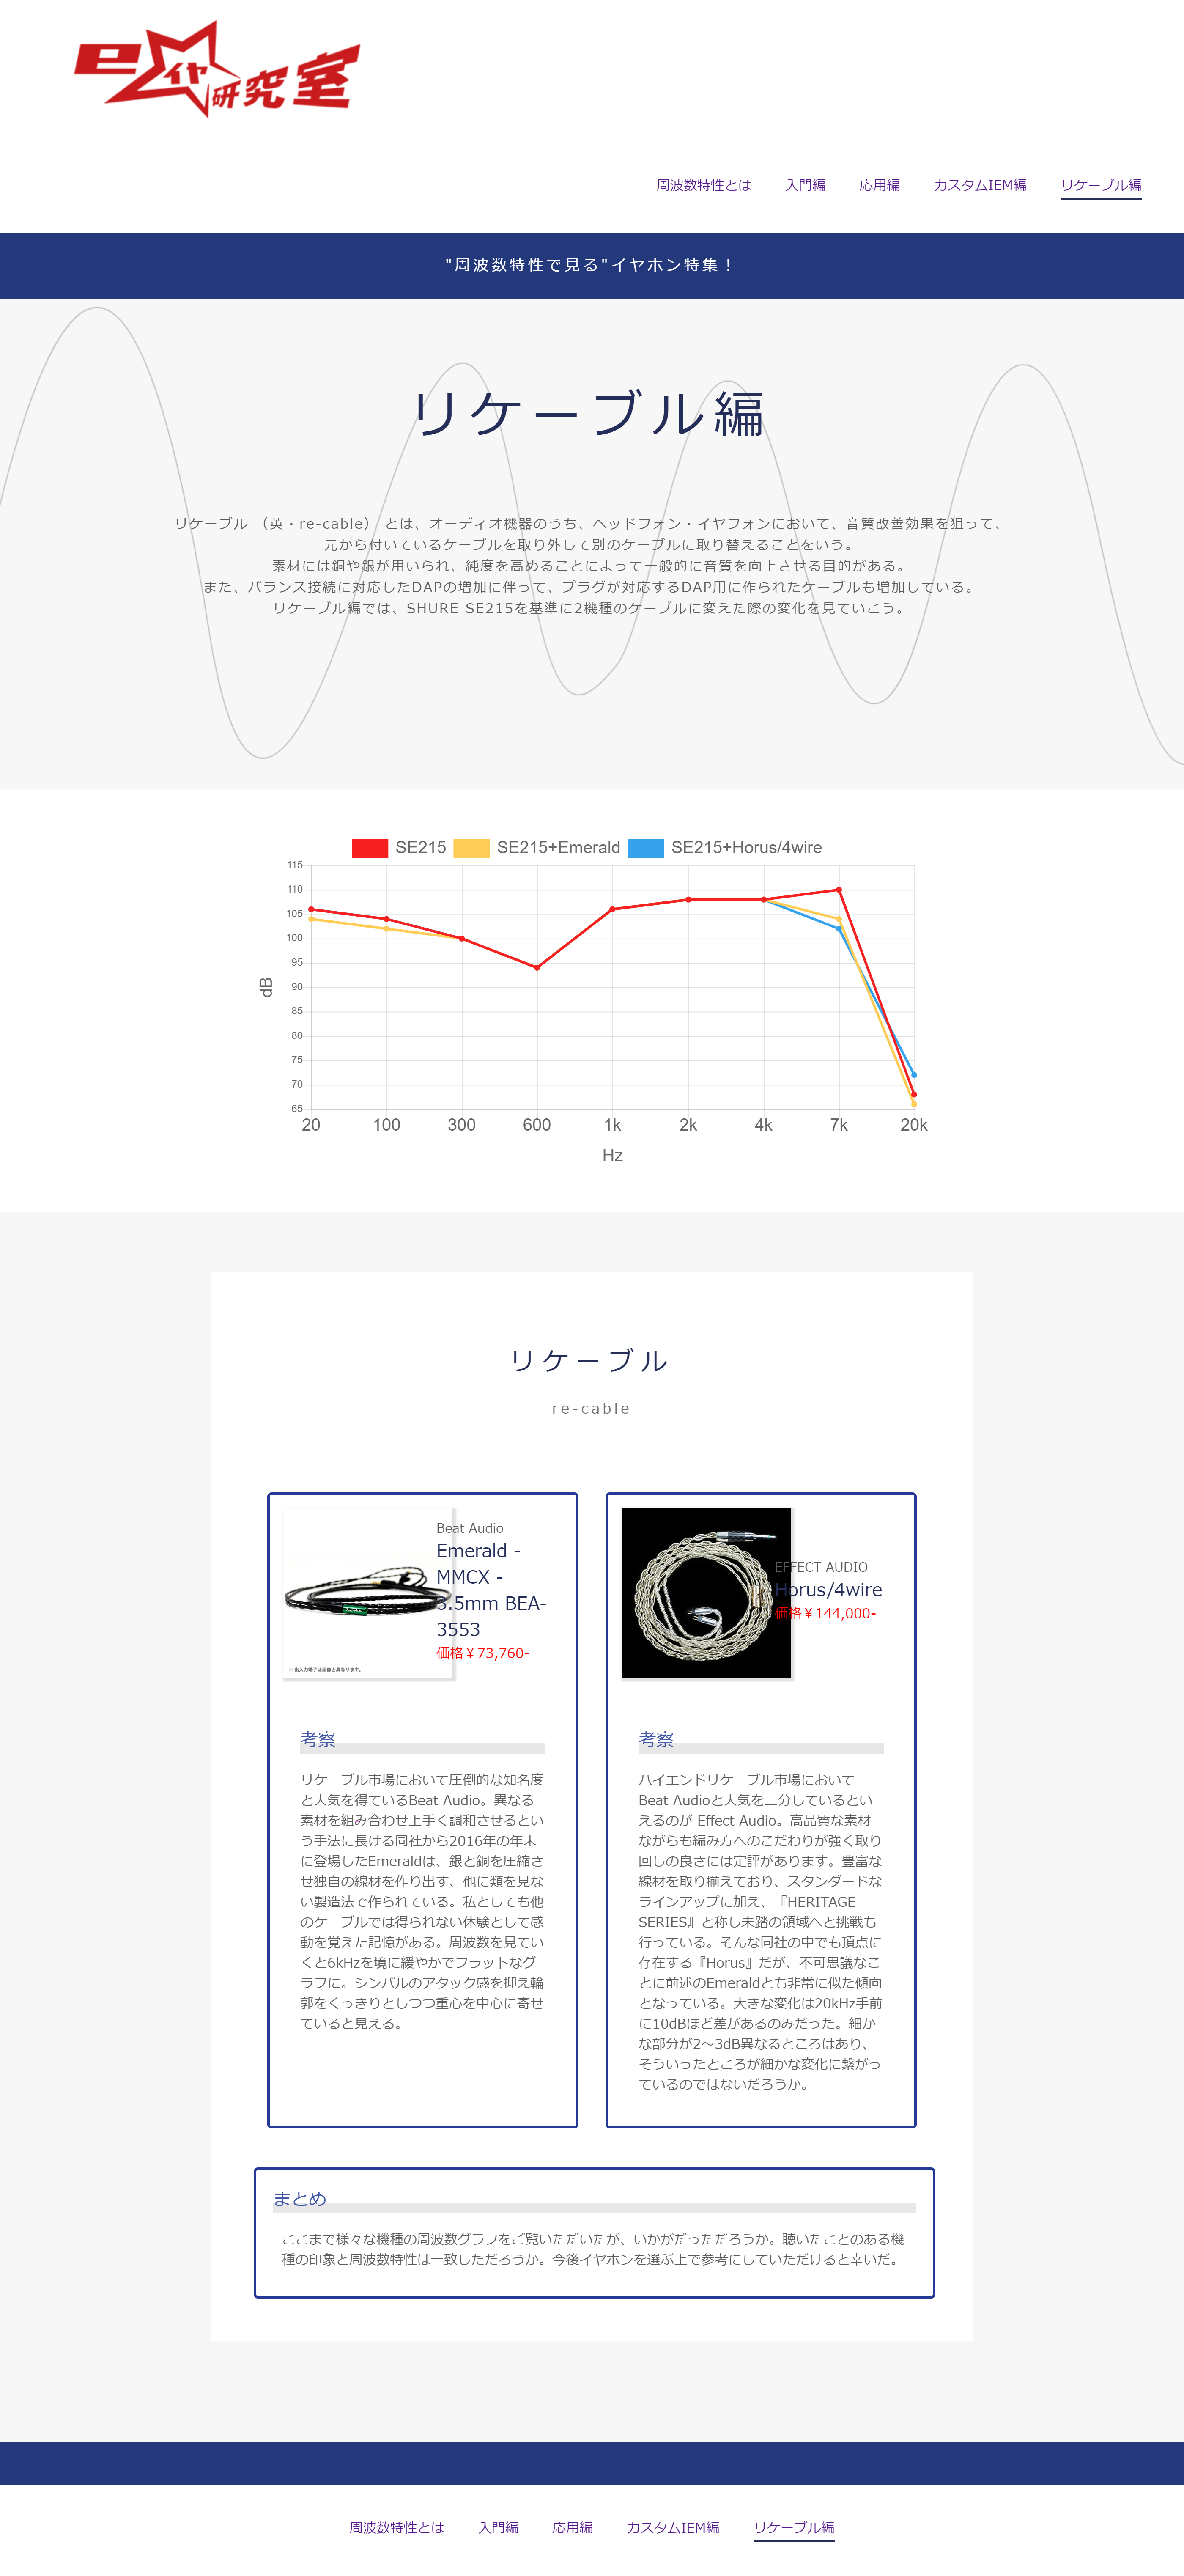 eイヤ研究室
周波数特性とは 入門編 応用編 カスタムIEM編 リケーブル編
"周波数特性で見る"イヤホン特集！
リケーブル編
リケーブル （英・re-cable） とは、オーディオ機器のうち、ヘッドフォン・イヤフォンにおいて、音質改善効果を狙って、
元から付いているケーブルを取り外して別のケーブルに取り替えることをいう。
素材には銅や銀が用いられ、純度を高めることによって一般的に音質を向上させる目的がある。
また、バランス接続に対応したDAPの増加に伴って、プラグが対応するDAP用に作られたケーブルも増加している。
リケーブル編では、SHURE SE215を基準に2機種のケーブルに変えた際の変化を見ていこう。
SE215 SE215+Emerald SE215+Horus/4wire
115
110
105
100
95
90
85
80
75
70
65
dB
20 100 300 600 1k 2k 4k 7k 20k
Hz
リケーブル
re-cable
Beat Audio
Emerald -
MMCX -
3.5mm BEA-
3553
価格￥73,760-
※ 出入力端子は画像と異なります。
考察
リケーブル市場において圧倒的な知名度
と人気を得ているBeat Audio。異なる
素材を組み合わせ上手く調和させるとい
う手法に長ける同社から2016年の年末
に登場したEmeraldは、銀と銅を圧縮さ
せ独自の線材を作り出す、他に類を見な
い製造法で作られている。私としても他
のケーブルでは得られない体験として感
動を覚えた記憶がある。周波数を見てい
くと6kHzを境に緩やかでフラットなグ
ラフに。シンバルのアタック感を抑え輪
郭をくっきりとしつつ重心を中心に寄せ
ていると見える。
EFFECT AUDIO
Horus/4wire
価格￥144,000-
考察
ハイエンドリケーブル市場において
Beat Audioと人気を二分しているとい
えるのが Effect Audio。高品質な素材
ながらも編み方へのこだわりが強く取り
回しの良さには定評があります。豊富な
線材を取り揃えており、スタンダードな
ラインアップに加え、『HERITAGE
SERIES』と称し未踏の領域へと挑戦も
行っている。そんな同社の中でも頂点に
存在する『Horus』だが、不可思議なこ
とに前述のEmeraldとも非常に似た傾向
となっている。大きな変化は20kHz手前
に10dBほど差があるのみだった。細か
な部分が2～3dB異なるところはあり、
そういったところが細かな変化に繋がっ
ているのではないだろうか。
まとめ
ここまで様々な機種の周波数グラフをご覧いただいたが、いかがだっただろうか。聴いたことのある機
種の印象と周波数特性は一致しただろうか。今後イヤホンを選ぶ上で参考にしていただけると幸いだ。
周波数特性とは 入門編 応用編 カスタムIEM編 リケーブル編